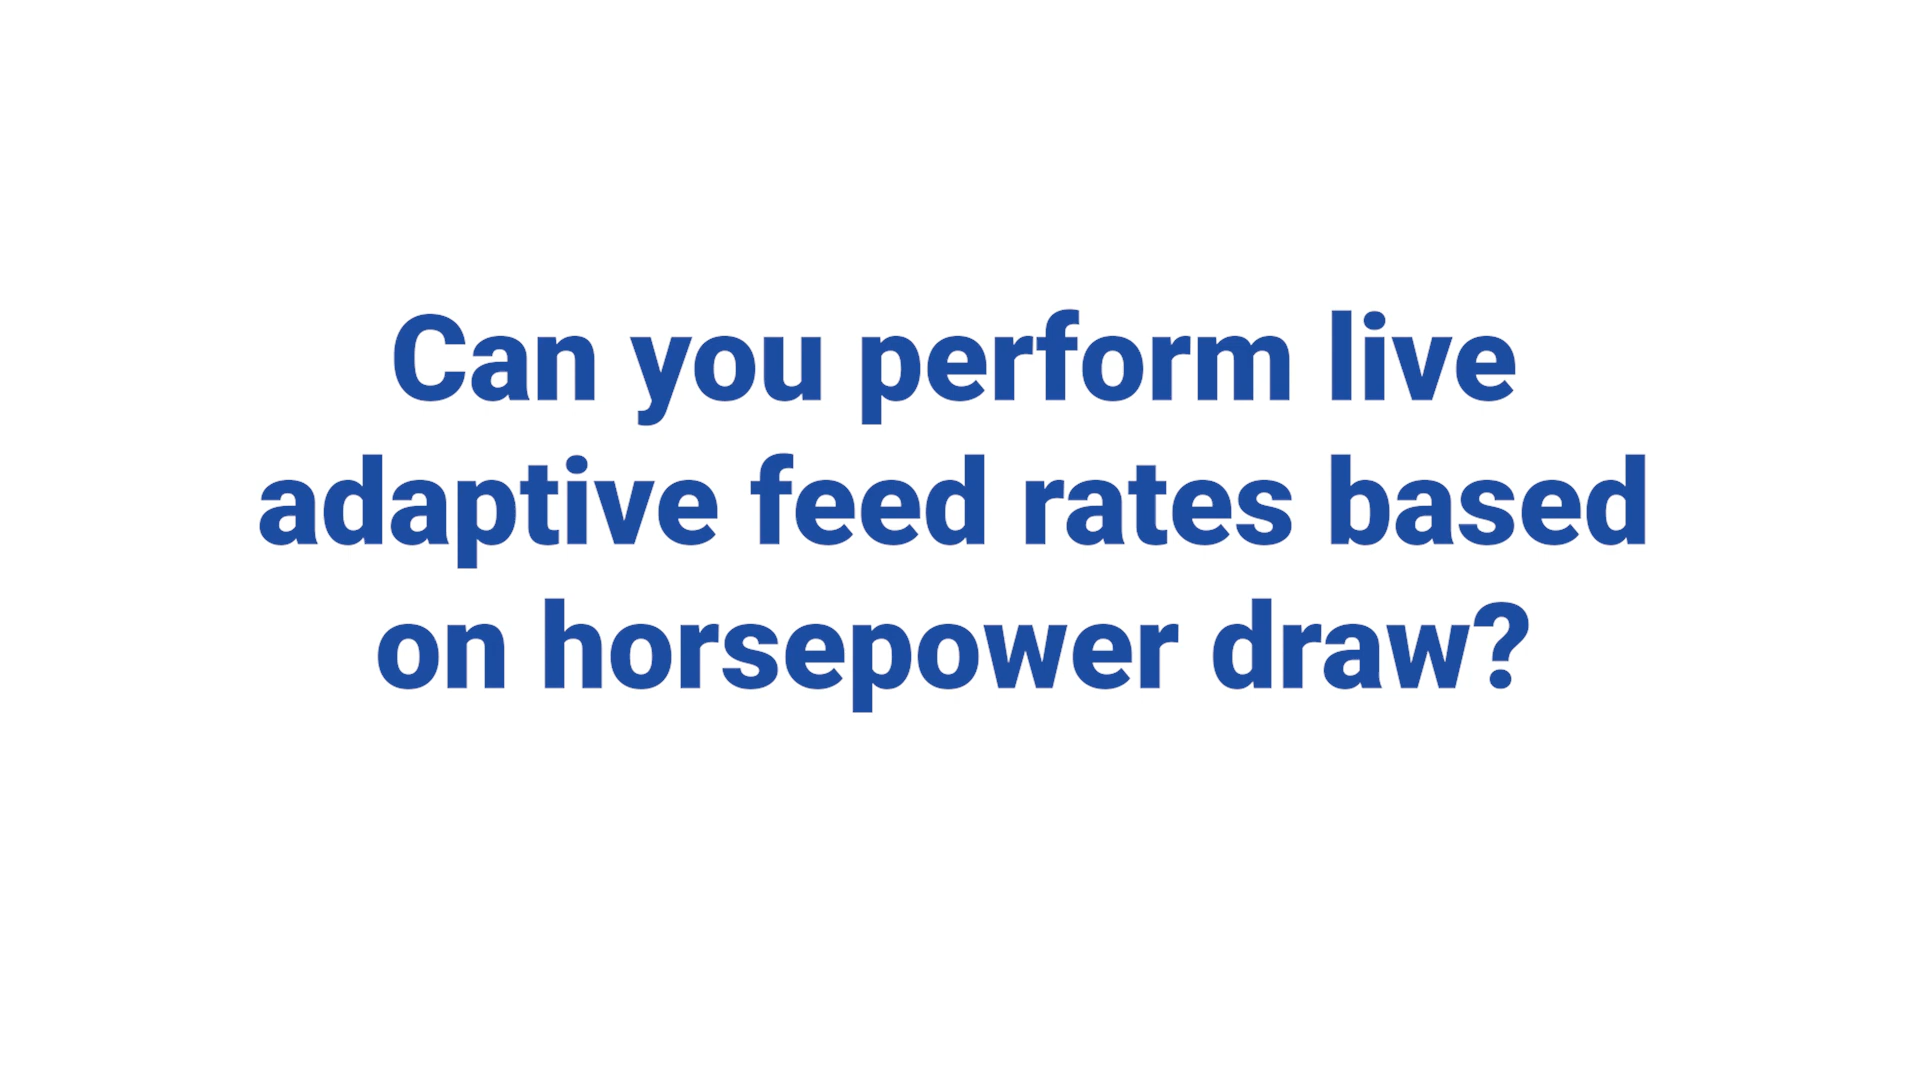 Can you perform live
adaptive feed rates based
on horsepower draw?